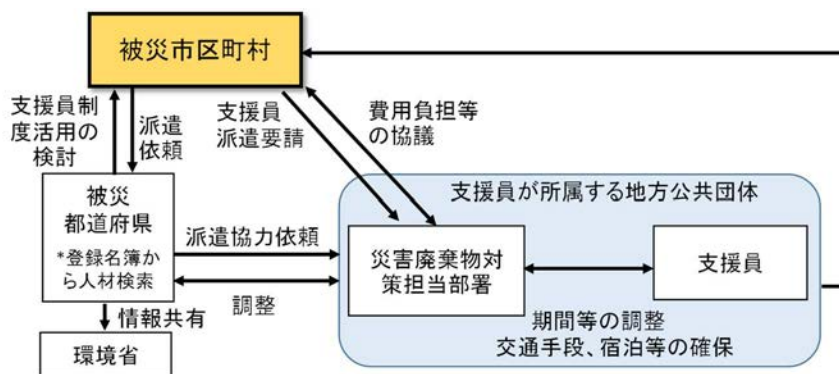 被災市区町村
支援員制
度活用の
検討
派遣
依頼
支援員
派遣要請
費用負担等
の協議
被災
都道府県
*登録名簿か
ら人材検索
派遣協力依頼
調整
情報共有
環境省
支援員が所属する地方公共団体
災害廃棄物対
策担当部署
支援員
期間等の調整
交通手段、宿泊等の確保